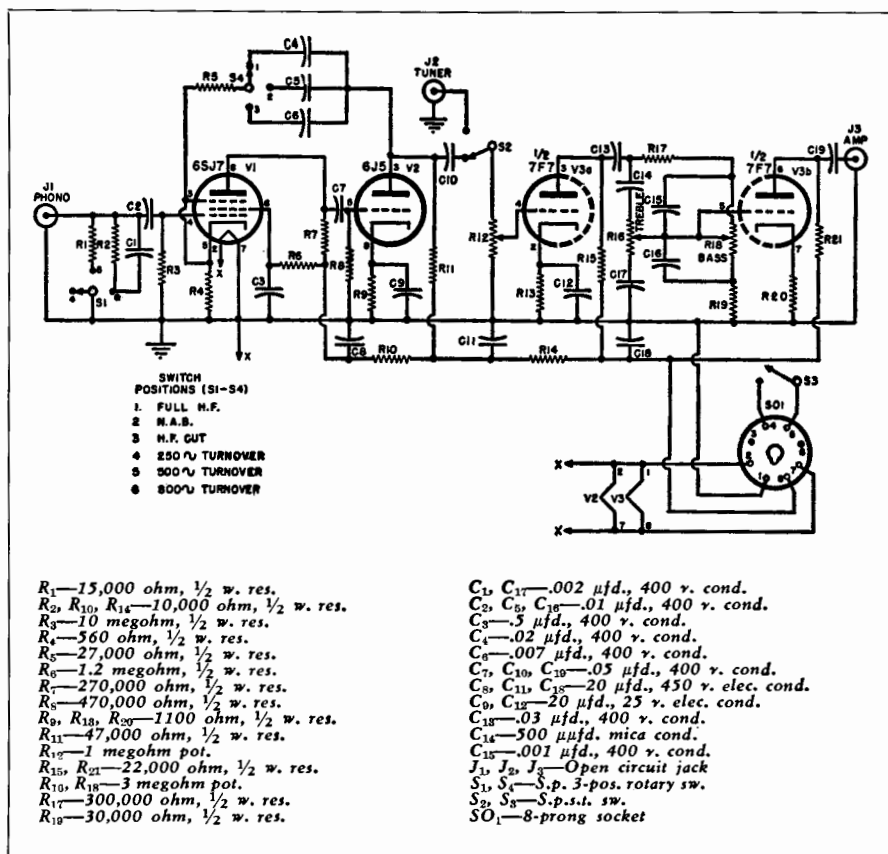 C4
J2
TUNER
R5
S4
1
2
3
C5
C6
6SJ7
V1
6J5
V2
S2
1/2
7F7
V3a
C13
R17
1/2
7F7
V3b
C19
J3
AMP
J1
PHONO
C2
R1
R2
C1
R3
R4
C3
R6
R7
C7
R8
R9
C9
R11
C10
R12
R13
C12
R15
C14
TREBLE
R16
C15
C16
C17
R18
BASS
R19
R20
R21
S1
4
5
6
X
X
C8
R10
C11
R14
C18
SWITCH
POSITIONS (S1-S4)
1. FULL H.F.
2 N.A.B.
3 H.F. CUT
4 250∿ TURNOVER
5 500∿ TURNOVER
6 800∿ TURNOVER
S3
SO1
X
X
V2
V3
2
1
7
8
R₁—15,000 ohm, ½ w. res.
R₂, R₁₀, R₁₄—10,000 ohm, ½ w. res.
R₃—10 megohm, ½ w. res.
R₄—560 ohm, ½ w. res.
R₅—27,000 ohm, ½ w. res.
R₆—1.2 megohm, ½ w. res.
R₇—270,000 ohm, ½ w. res.
R₈—470,000 ohm, ½ w. res.
R₉, R₁₃, R₂₀—1100 ohm, ½ w. res.
R₁₁—47,000 ohm, ½ w. res.
R₁₂—1 megohm pot.
R₁₅, R₂₁—22,000 ohm, ½ w. res.
R₁₆, R₁₈—3 megohm pot.
R₁₇—300,000 ohm, ½ w. res.
R₁₉—30,000 ohm, ½ w. res.
C₁, C₁₇—.002 µfd., 400 v. cond.
C₂, C₅, C₁₆—.01 µfd., 400 v. cond.
C₃—.5 µfd., 400 v. cond.
C₄—.02 µfd., 400 v. cond.
C₆—.007 µfd., 400 v. cond.
C₇, C₁₀, C₁₉—.05 µfd., 400 v. cond.
C₈, C₁₁, C₁₈—20 µfd., 450 v. elec. cond.
C₉, C₁₂—20 µfd., 25 v. elec. cond.
C₁₃—.03 µfd., 400 v. cond.
C₁₄—500 µµfd. mica cond.
C₁₅—.001 µfd., 400 v. cond.
J₁, J₂, J₃—Open circuit jack
S₁, S₄—S.p. 3-pos. rotary sw.
S₂, S₃—S.p.s.t. sw.
SO₁—8-prong socket